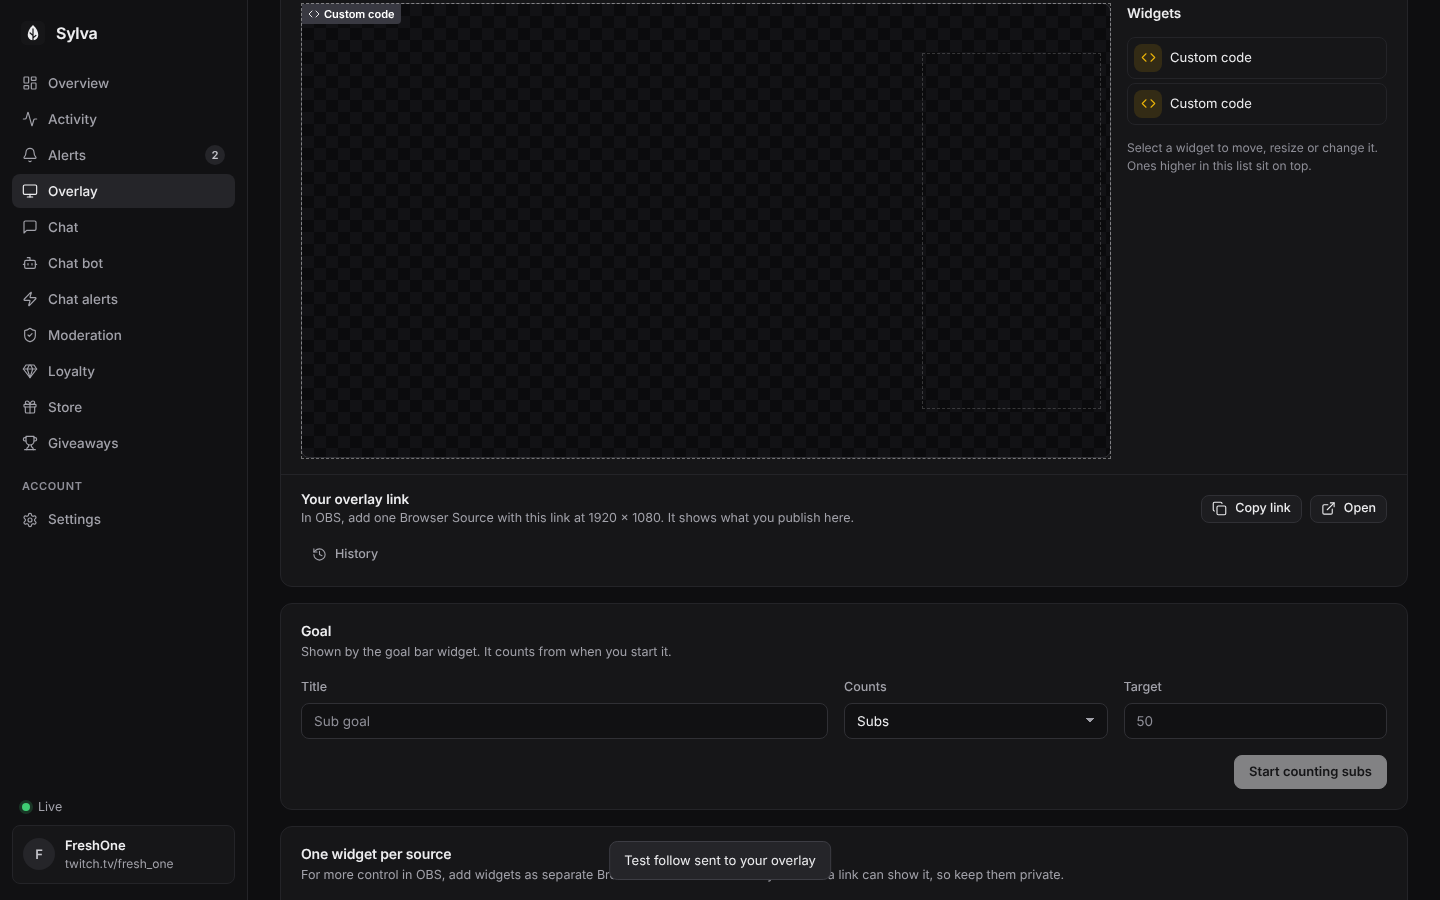 Sylva
Overview
Activity
Alerts
2
Overlay
Chat
Chat bot
Chat alerts
Moderation
Loyalty
Store
Giveaways
ACCOUNT
Settings
Live
F
FreshOne
twitch.tv/fresh_one
Custom code
Widgets
Custom code
Custom code
Select a widget to move, resize or change it.
Ones higher in this list sit on top.
Your overlay link
In OBS, add one Browser Source with this link at 1920 × 1080. It shows what you publish here.
Copy link
Open
History
Goal
Shown by the goal bar widget. It counts from when you start it.
Title
Counts
Target
Sub goal
Subs
50
Start counting subs
One widget per source
For more control in OBS, add widgets as separate
a link can show it, so keep them private.
Test follow sent to your overlay